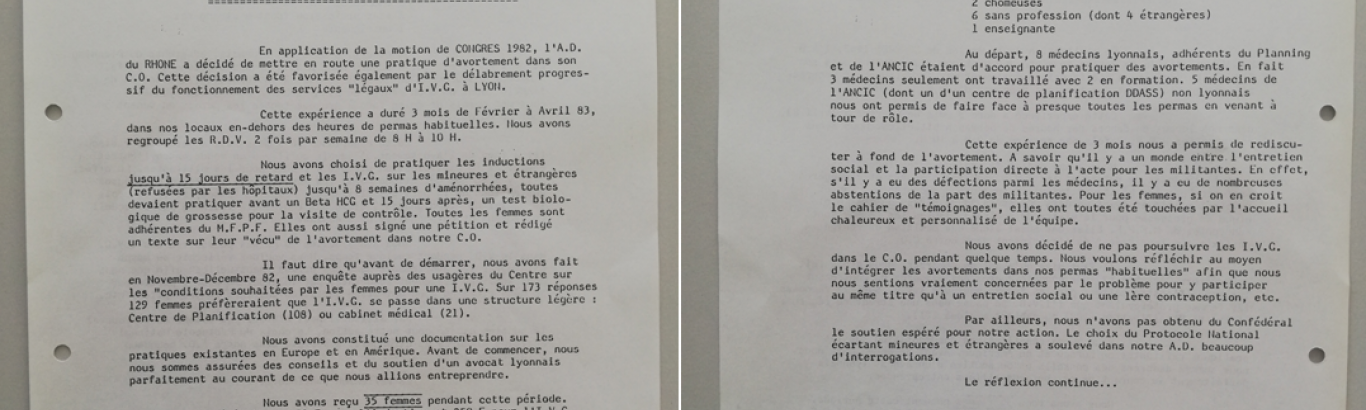 En application de la motion de CONGRES 1982, l'A.D.
du RHONE a décidé de mettre en route une pratique d'avortement dans son
C.O. Cette décision a été favorisée également par le délabrement progres-
sif du fonctionnement des services "légaux" d'I.V.G. à LYON.
Cette expérience a duré 3 mois de Février à Avril 83,
dans nos locaux en-dehors des heures de permas habituelles. Nous avons
regroupé les R.D.V. 2 fois par semaine de 8 H à 10 H.
Nous avons choisi de pratiquer les inductions
jusqu'à 15 jours de retard et les I.V.G. sur les mineures et étrangères
(refusées par les hôpitaux) jusqu'à 8 semaines d'aménorrhées, toutes
devaient pratiquer avant un Beta HCG et 15 jours après, un test biolo-
gique de grossesse pour la visite de contrôle. Toutes les femmes sont
adhérentes du M.F.P.F. Elles ont aussi signé une pétition et rédigé
un texte sur leur "vécu" de l'avortement dans notre C.O.
Il faut dire qu'avant de démarrer, nous avons fait
en Novembre-Décembre 82, une enquête auprès des usagères du Centre sur
les "conditions souhaitées par les femmes pour une I.V.G. Sur 173 réponses
129 femmes préfèreraient que l'I.V.G. se passe dans une structure légère :
Centre de Planification (108) ou cabinet médical (21).
Nous avons constitué une documentation sur les
pratiques existantes en Europe et en Amérique. Avant de commencer, nous
nous sommes assurées des conseils et du soutien d'un avocat lyonnais
parfaitement au courant de ce que nous allions entreprendre.
Nous avons reçu 35 femmes pendant cette période.
2 chômeuses
6 sans profession (dont 4 étrangères)
1 enseignante
Au départ, 8 médecins lyonnais, adhérents du Planning
et de l'ANCIC étaient d'accord pour pratiquer des avortements. En fait
3 médecins seulement ont travaillé avec 2 en formation. 5 médecins de
l'ANCIC (dont un d'un centre de planification DDASS) non lyonnais
nous ont permis de faire face à presque toutes les permas en venant à
tour de rôle.
Cette expérience de 3 mois nous a permis de rediscu-
ter à fond de l'avortement. A savoir qu'il y a un monde entre l'entretien
social et la participation directe à l'acte pour les militantes. En effet,
s'il y a eu des défections parmi les médecins, il y a eu de nombreuses
abstentions de la part des militantes. Pour les femmes, si on en croit
le cahier de "témoignages", elles ont toutes été touchées par l'accueil
chaleureux et personnalisé de l'équipe.
Nous avons décidé de ne pas poursuivre les I.V.G.
dans le C.O. pendant quelque temps. Nous voulons réfléchir au moyen
d'intégrer les avortements dans nos permas "habituelles" afin que nous
nous sentions vraiement concernées par le problème pour y participer
au même titre qu'à un entretien social ou une 1ère contraception, etc.
Par ailleurs, nous n'avons pas obtenu du Confédéral
le soutien espéré pour notre action. Le choix du Protocole National
écartant mineures et étrangères a soulevé dans notre A.D. beaucoup
d'interrogations.
Le réflexion continue...